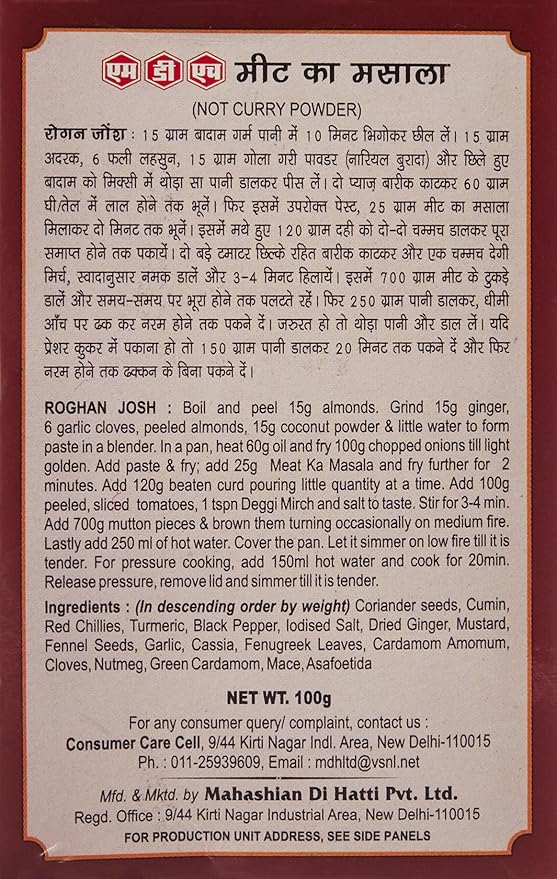 एम डी एच मीट का मसाला
(NOT CURRY POWDER)
रोगन जोंश : 15 ग्राम बादाम गर्म पानी में 10 मिनट भिगोकर छील लें। 15 ग्राम
अदरक, 6 फली लहसुन, 15 ग्राम गोला गरी पावडर (नारियल बुरादा) और छिले हुए
बादाम को मिक्सी में थोड़ा सा पानी डालकर पीस लें। दो प्याज़ बारीक काटकर 60 ग्राम
घी/तेल में लाल होने तक भूनें। फिर इसमें उपरोक्त पेस्ट, 25 ग्राम मीट का मसाला
मिलाकर दो मिनट तक भूनें। इसमें मथे हुए 120 ग्राम दही को दो-दो चम्मच डालकर पूरा
समाप्त होने तक पकायें। दो बड़े टमाटर छिल्के रहित बारीक काटकर और एक चम्मच देगी
मिर्च, स्वादानुसार नमक डालें और 3-4 मिनट हिलायें। इसमें 700 ग्राम मीट के टुकड़े
डालें और समय-समय पर भूरा होने तक पलटते रहें। फिर 250 ग्राम पानी डालकर, धीमी
आँच पर ढक कर नरम होने तक पकने दें। जरुरत हो तो थोड़ा पानी और डाल लें। यदि
प्रेशर कुकर में पकाना हो तो 150 ग्राम पानी डालकर 20 मिनट तक पकने दें और फिर
नरम होने तक ढक्कन के बिना पकने दें।
ROGHAN JOSH : Boil and peel 15g almonds. Grind 15g ginger,
6 garlic cloves, peeled almonds, 15g coconut powder & little water to form
paste in a blender. In a pan, heat 60g oil and fry 100g chopped onions till light
golden. Add paste & fry; add 25g Meat Ka Masala and fry further for 2
minutes. Add 120g beaten curd pouring little quantity at a time. Add 100g
peeled, sliced tomatoes, 1 tspn Deggi Mirch and salt to taste. Stir for 3-4 min.
Add 700g mutton pieces & brown them turning occasionally on medium fire.
Lastly add 250 ml of hot water. Cover the pan. Let it simmer on low fire till it is
tender. For pressure cooking, add 150ml hot water and cook for 20min.
Release pressure, remove lid and simmer till it is tender.
Ingredients : (In descending order by weight) Coriander seeds, Cumin,
Red Chillies, Turmeric, Black Pepper, Iodised Salt, Dried Ginger, Mustard,
Fennel Seeds, Garlic, Cassia, Fenugreek Leaves, Cardamom Amomum,
Cloves, Nutmeg, Green Cardamom, Mace, Asafoetida
NET WT. 100g
For any consumer query/ complaint, contact us :
Consumer Care Cell, 9/44 Kirti Nagar Indl. Area, New Delhi-110015
Ph. : 011-25939609, Email : mdhltd@vsnl.net
Mfd. & Mktd. by Mahashian Di Hatti Pvt. Ltd.
Regd. Office : 9/44 Kirti Nagar Industrial Area, New Delhi-110015
FOR PRODUCTION UNIT ADDRESS, SEE SIDE PANELS